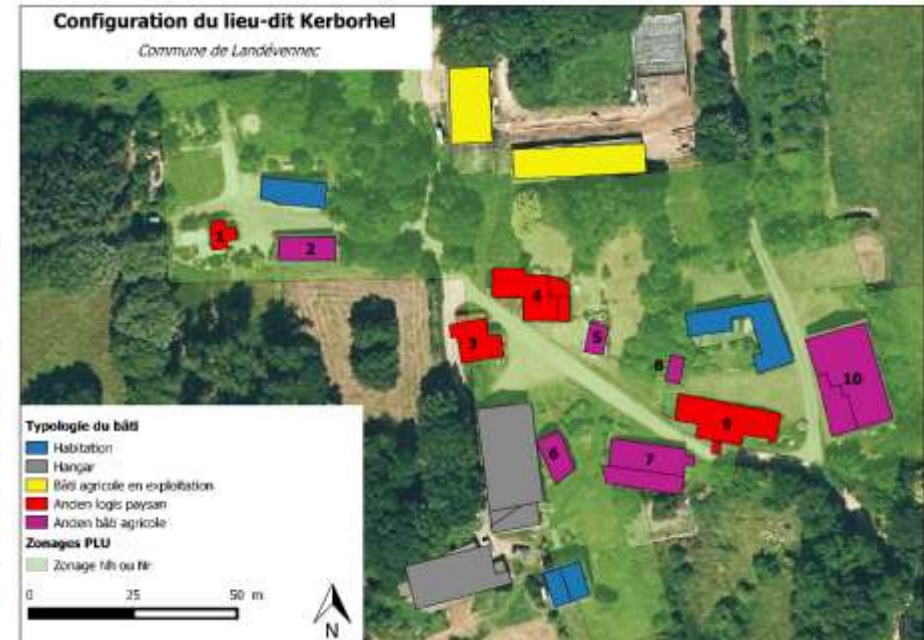 Configuration du lieu-dit Kerborhel
Commune de Landévennec
1
2
4
3
5
8
9
10
6
7
Typologie du bâti
Habitation
Hangar
Bâti agricole en exploitation
Ancien logis paysan
Ancien bâti agricole
Zonages PLU
Zonage Nh ou Nr
0 25 50 m
N